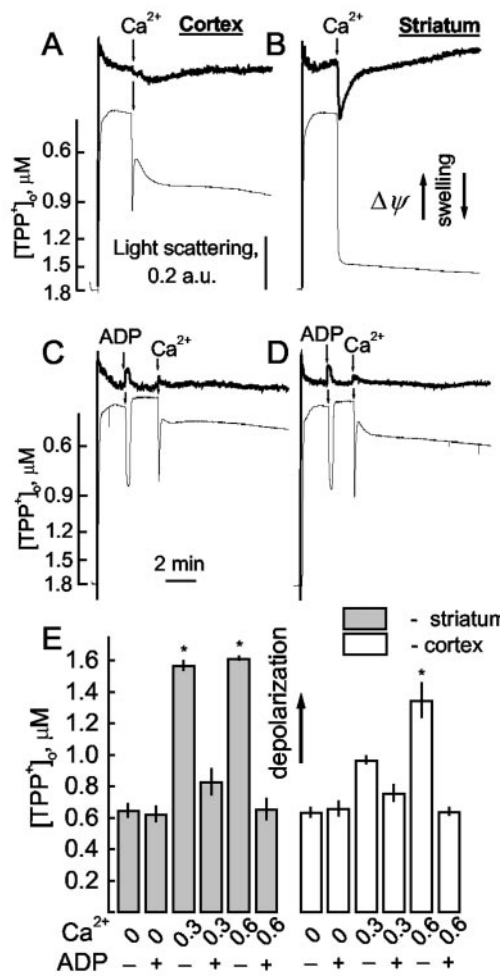 A Ca2+ Cortex
B Ca2+ Striatum
[TPP+]o, μM
0.6
0.9
1.2
1.5
1.8
Light scattering,
0.2 a.u.
Δψ
swelling
C ADP Ca2+
D ADP Ca2+
[TPP+]o, μM
0.6
0.9
1.2
1.5
1.8
2 min
E
- striatum
- cortex
depolarization
[TPP+]o, μM
1.6
1.4
1.2
1.0
0.8
0.6
0.4
0.2
* * *
Ca2+ 0 0 0.3 0.3 0.6 0.6 0 0 0.3 0.3 0.6 0.6
ADP – + – + – + – + – + – +